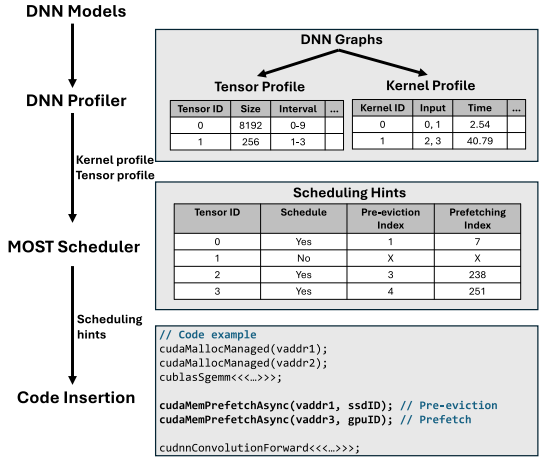 DNN Models
DNN Graphs
Tensor Profile
Kernel Profile
DNN Profiler
Tensor ID Size Interval ...
0 8192 0-9
1 256 1-3
Kernel ID Input Time ...
0 0, 1 2.54
1 2, 3 40.79
Kernel profile
Tensor profile
Scheduling Hints
Tensor ID Schedule Pre-eviction Index Prefetching Index
0 Yes 1 7
1 No X X
2 Yes 3 238
3 Yes 4 251
MOST Scheduler
Scheduling
hints
// Code example
cudaMallocManaged(vaddr1);
cudaMallocManaged(vaddr2);
cublasSgemm<<<…>>>;
cudaMemPrefetchAsync(vaddr1, ssdID); // Pre-eviction
cudaMemPrefetchAsync(vaddr3, gpuID); // Prefetch
cudnnConvolutionForward<<<…>>>;
Code Insertion